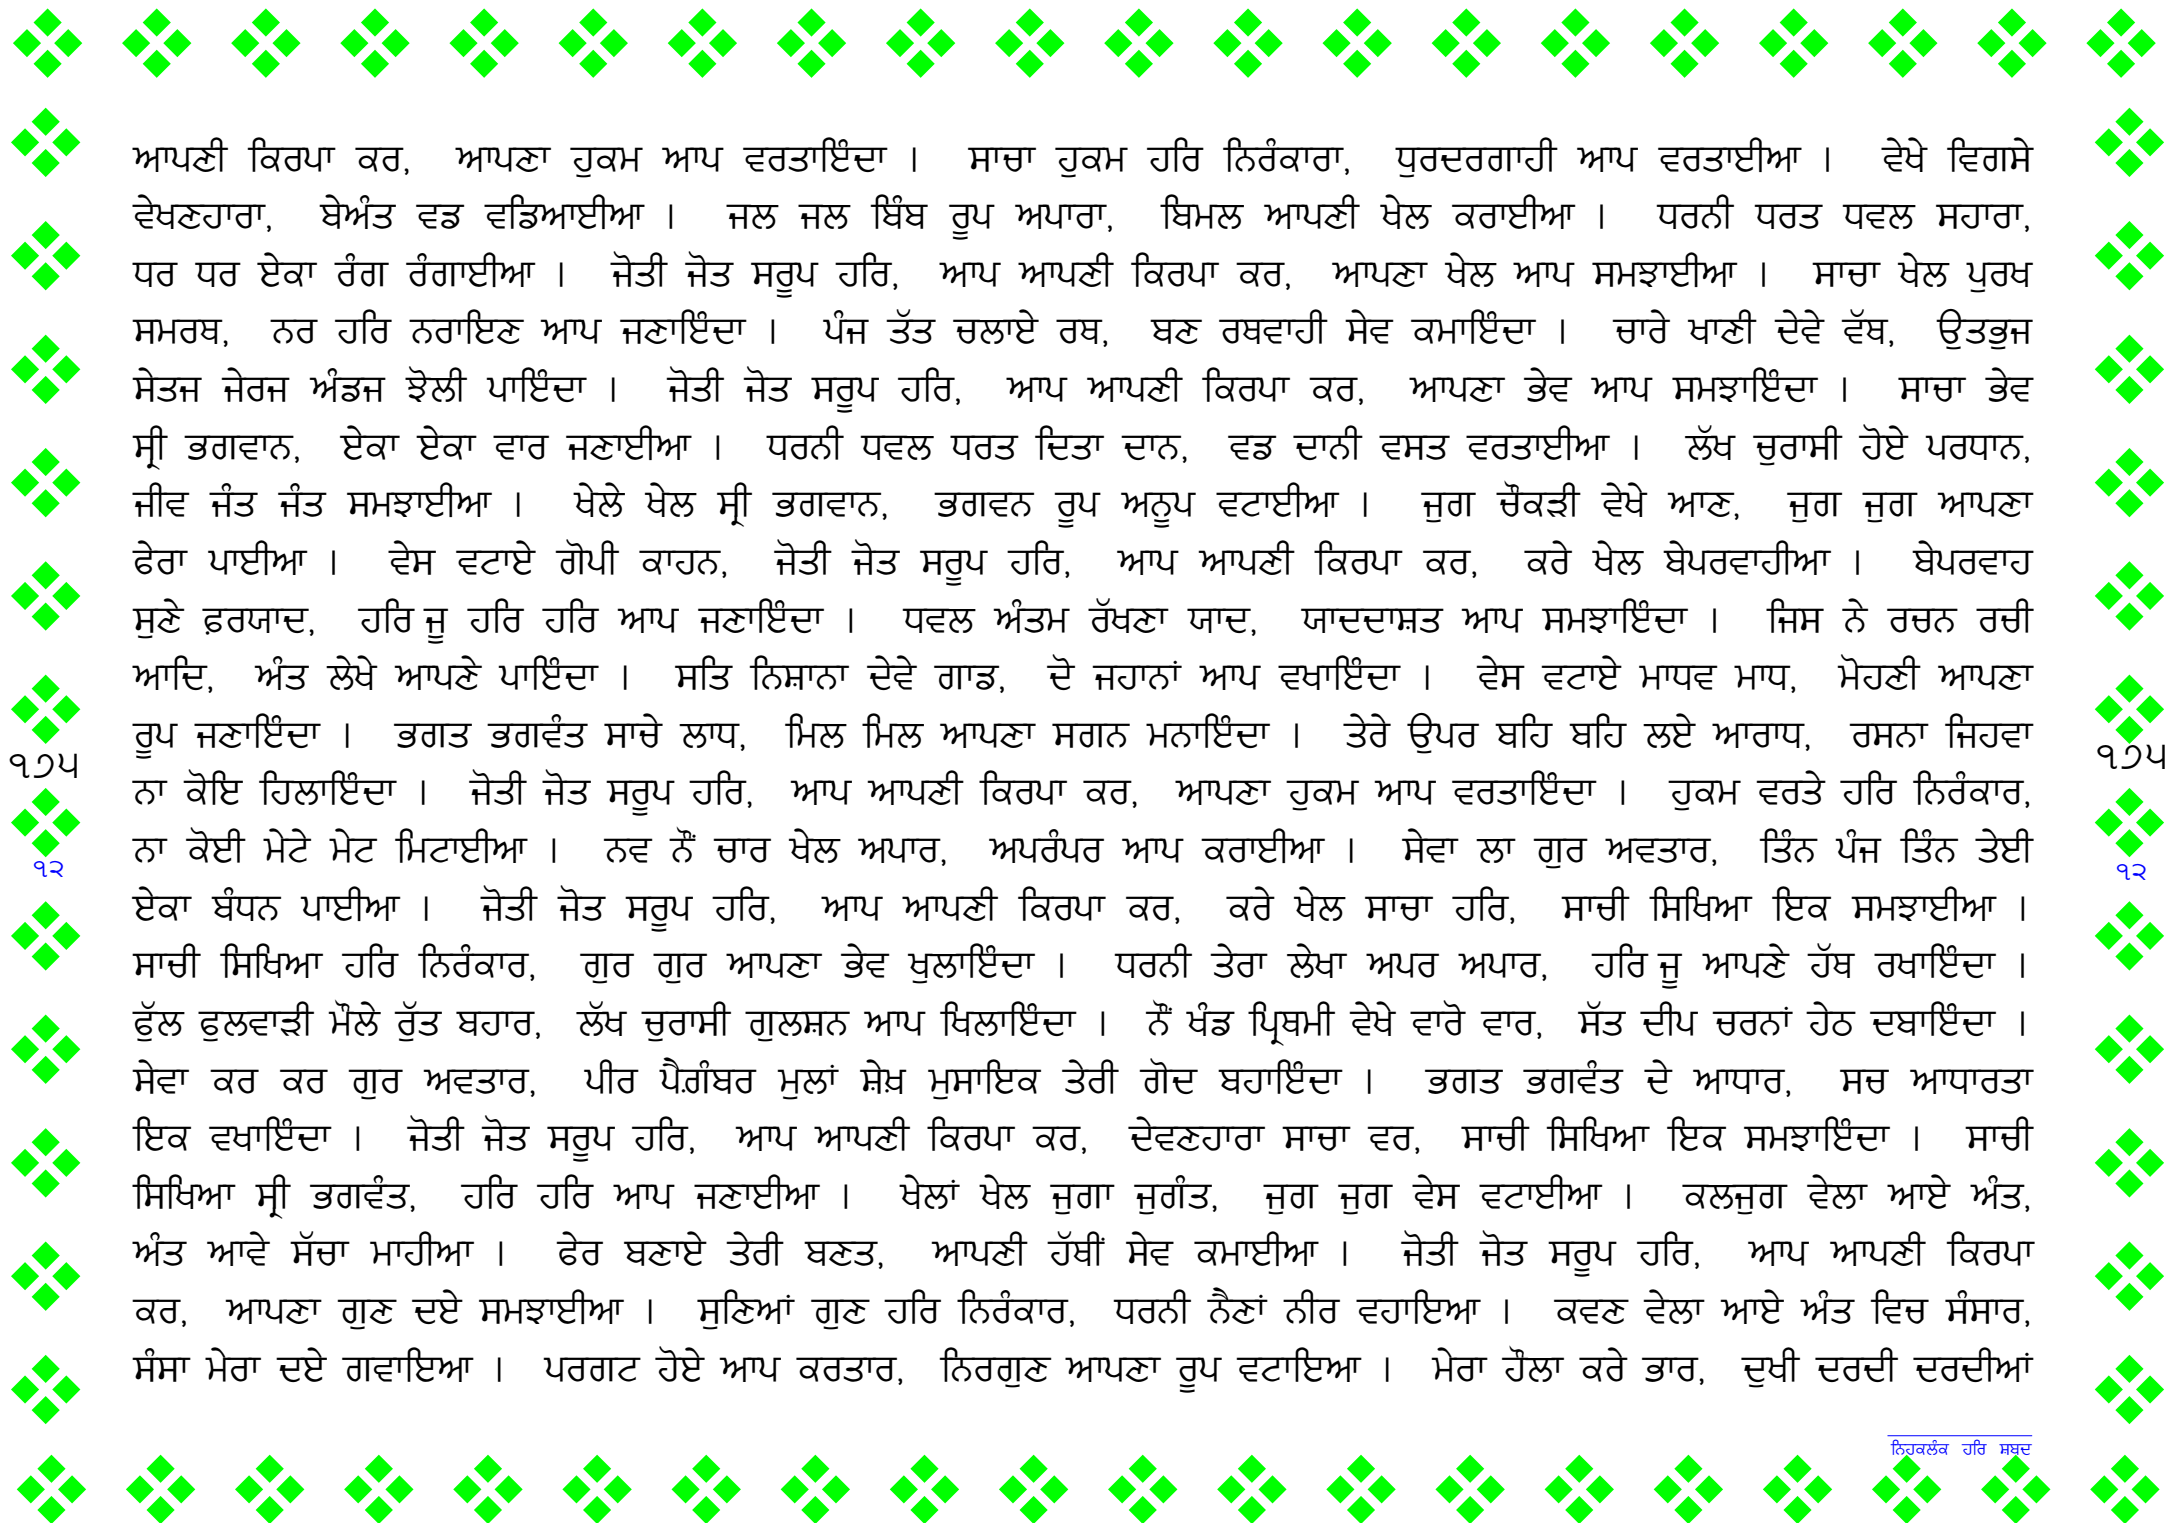 ਆਪਣੀ ਕਿਰਪਾ ਕਰ, ਆਪਣਾ ਹੁਕਮ ਆਪ ਵਰਤਾਇੰਦਾ । ਸਾਚਾ ਹੁਕਮ ਹਰਿ ਨਿਰੰਕਾਰਾ, ਧੁਰਦਰਗਾਹੀ ਆਪ ਵਰਤਾਈਆ । ਵੇਖੇ ਵਿਗਸੇ
ਵੇਖਣਹਾਰਾ, ਬੇਅੰਤ ਵਡ ਵਡਿਆਈਆ । ਜਲ ਜਲ ਬਿੰਬ ਰੂਪ ਅਪਾਰਾ, ਬਿਮਲ ਆਪਣੀ ਖੇਲ ਕਰਾਈਆ । ਧਰਨੀ ਧਰਤ ਧਵਲ ਸਹਾਰਾ,
ਧਰ ਧਰ ਏਕਾ ਰੰਗ ਰੰਗਾਈਆ । ਜੋਤੀ ਜੋਤ ਸਰੂਪ ਹਰਿ, ਆਪ ਆਪਣੀ ਕਿਰਪਾ ਕਰ, ਆਪਣਾ ਖੇਲ ਆਪ ਸਮਝਾਈਆ । ਸਾਚਾ ਖੇਲ ਪੁਰਖ
ਸਮਰਥ, ਨਰ ਹਰਿ ਨਰਾਇਣ ਆਪ ਜਣਾਇੰਦਾ । ਪੰਜ ਤੱਤ ਚਲਾਏ ਰਥ, ਬਣ ਰਥਵਾਹੀ ਸੇਵ ਕਮਾਇੰਦਾ । ਚਾਰੇ ਖਾਣੀ ਦੇਵੇ ਵੱਥ, ਉਤਭੁਜ
ਸੇਤਜ ਜੇਰਜ ਅੰਡਜ ਝੋਲੀ ਪਾਇੰਦਾ । ਜੋਤੀ ਜੋਤ ਸਰੂਪ ਹਰਿ, ਆਪ ਆਪਣੀ ਕਿਰਪਾ ਕਰ, ਆਪਣਾ ਭੇਵ ਆਪ ਸਮਝਾਇੰਦਾ । ਸਾਚਾ ਭੇਵ
ਸ੍ਰੀ ਭਗਵਾਨ, ਏਕਾ ਏਕਾ ਵਾਰ ਜਣਾਈਆ । ਧਰਨੀ ਧਵਲ ਧਰਤ ਦਿਤਾ ਦਾਨ, ਵਡ ਦਾਨੀ ਵਸਤ ਵਰਤਾਈਆ । ਲੱਖ ਚੁਰਾਸੀ ਹੋਏ ਪਰਧਾਨ,
ਜੀਵ ਜੰਤ ਜੰਤ ਸਮਝਾਈਆ । ਖੇਲੇ ਖੇਲ ਸ੍ਰੀ ਭਗਵਾਨ, ਭਗਵਨ ਰੂਪ ਅਨੂਪ ਵਟਾਈਆ । ਜੁਗ ਚੌਕੜੀ ਵੇਖੇ ਆਣ, ਜੁਗ ਜੁਗ ਆਪਣਾ
ਫੇਰਾ ਪਾਈਆ । ਵੇਸ ਵਟਾਏ ਗੋਪੀ ਕਾਹਨ, ਜੋਤੀ ਜੋਤ ਸਰੂਪ ਹਰਿ, ਆਪ ਆਪਣੀ ਕਿਰਪਾ ਕਰ, ਕਰੇ ਖੇਲ ਬੇਪਰਵਾਹੀਆ । ਬੇਪਰਵਾਹ
ਸੁਣੇ ਫ਼ਰਯਾਦ, ਹਰਿ ਜੂ ਹਰਿ ਹਰਿ ਆਪ ਜਣਾਇੰਦਾ । ਧਵਲ ਅੰਤਮ ਰੱਖਣਾ ਯਾਦ, ਯਾਦਦਾਸ਼ਤ ਆਪ ਸਮਝਾਇੰਦਾ । ਜਿਸ ਨੇ ਰਚਨ ਰਚੀ
ਆਦਿ, ਅੰਤ ਲੇਖੇ ਆਪਣੇ ਪਾਇੰਦਾ । ਸਤਿ ਨਿਸ਼ਾਨਾ ਦੇਵੇ ਗਾਡ, ਦੋ ਜਹਾਨਾਂ ਆਪ ਵਖਾਇੰਦਾ । ਵੇਸ ਵਟਾਏ ਮਾਧਵ ਮਾਧ, ਮੋਹਣੀ ਆਪਣਾ
ਰੂਪ ਜਣਾਇੰਦਾ । ਭਗਤ ਭਗਵੰਤ ਸਾਚੇ ਲਾਧ, ਮਿਲ ਮਿਲ ਆਪਣਾ ਸਗਨ ਮਨਾਇੰਦਾ । ਤੇਰੇ ਉਪਰ ਬਹਿ ਬਹਿ ਲਏ ਆਰਾਧ, ਰਸਨਾ ਜਿਹਵਾ
ਨਾ ਕੋਇ ਹਿਲਾਇੰਦਾ । ਜੋਤੀ ਜੋਤ ਸਰੂਪ ਹਰਿ, ਆਪ ਆਪਣੀ ਕਿਰਪਾ ਕਰ, ਆਪਣਾ ਹੁਕਮ ਆਪ ਵਰਤਾਇੰਦਾ । ਹੁਕਮ ਵਰਤੇ ਹਰਿ ਨਿਰੰਕਾਰ,
ਨਾ ਕੋਈ ਮੇਟੇ ਮੇਟ ਮਿਟਾਈਆ । ਨਵ ਨੌਂ ਚਾਰ ਖੇਲ ਅਪਾਰ, ਅਪਰੰਪਰ ਆਪ ਕਰਾਈਆ । ਸੇਵਾ ਲਾ ਗੁਰ ਅਵਤਾਰ, ਤਿੰਨ ਪੰਜ ਤਿੰਨ ਤੇਈ
ਏਕਾ ਬੰਧਨ ਪਾਈਆ । ਜੋਤੀ ਜੋਤ ਸਰੂਪ ਹਰਿ, ਆਪ ਆਪਣੀ ਕਿਰਪਾ ਕਰ, ਕਰੇ ਖੇਲ ਸਾਚਾ ਹਰਿ, ਸਾਚੀ ਸਿਖਿਆ ਇਕ ਸਮਝਾਈਆ ।
ਸਾਚੀ ਸਿਖਿਆ ਹਰਿ ਨਿਰੰਕਾਰ, ਗੁਰ ਗੁਰ ਆਪਣਾ ਭੇਵ ਖੁਲਾਇੰਦਾ । ਧਰਨੀ ਤੇਰਾ ਲੇਖਾ ਅਪਰ ਅਪਾਰ, ਹਰਿ ਜੂ ਆਪਣੇ ਹੱਥ ਰਖਾਇੰਦਾ ।
ਫੁੱਲ ਫੁਲਵਾੜੀ ਮੌਲੇ ਰੁੱਤ ਬਹਾਰ, ਲੱਖ ਚੁਰਾਸੀ ਗੁਲਸ਼ਨ ਆਪ ਖਿਲਾਇੰਦਾ । ਨੌਂ ਖੰਡ ਪ੍ਰਿਥਮੀ ਵੇਖੇ ਵਾਰੋ ਵਾਰ, ਸੱਤ ਦੀਪ ਚਰਨਾਂ ਹੇਠ ਦਬਾਇੰਦਾ ।
ਸੇਵਾ ਕਰ ਕਰ ਗੁਰ ਅਵਤਾਰ, ਪੀਰ ਪੈਗ਼ੰਬਰ ਮੁਲਾਂ ਸ਼ੇਖ਼ ਮੁਸਾਇਕ ਤੇਰੀ ਗੋਦ ਬਹਾਇੰਦਾ । ਭਗਤ ਭਗਵੰਤ ਦੇ ਆਧਾਰ, ਸਚ ਆਧਾਰਤਾ
ਇਕ ਵਖਾਇੰਦਾ । ਜੋਤੀ ਜੋਤ ਸਰੂਪ ਹਰਿ, ਆਪ ਆਪਣੀ ਕਿਰਪਾ ਕਰ, ਦੇਵਣਹਾਰਾ ਸਾਚਾ ਵਰ, ਸਾਚੀ ਸਿਖਿਆ ਇਕ ਸਮਝਾਇੰਦਾ । ਸਾਚੀ
ਸਿਖਿਆ ਸ੍ਰੀ ਭਗਵੰਤ, ਹਰਿ ਹਰਿ ਆਪ ਜਣਾਈਆ । ਖੇਲਾਂ ਖੇਲ ਜੁਗਾ ਜੁਗੰਤ, ਜੁਗ ਜੁਗ ਵੇਸ ਵਟਾਈਆ । ਕਲਜੁਗ ਵੇਲਾ ਆਏ ਅੰਤ,
ਅੰਤ ਆਵੇ ਸੱਚਾ ਮਾਹੀਆ । ਫੇਰ ਬਣਾਏ ਤੇਰੀ ਬਣਤ, ਆਪਣੀ ਹੱਥੀਂ ਸੇਵ ਕਮਾਈਆ । ਜੋਤੀ ਜੋਤ ਸਰੂਪ ਹਰਿ, ਆਪ ਆਪਣੀ ਕਿਰਪਾ
ਕਰ, ਆਪਣਾ ਗੁਣ ਦਏ ਸਮਝਾਈਆ । ਸੁਣਿਆਂ ਗੁਣ ਹਰਿ ਨਿਰੰਕਾਰ, ਧਰਨੀ ਨੈਣਾਂ ਨੀਰ ਵਹਾਇਆ । ਕਵਣ ਵੇਲਾ ਆਏ ਅੰਤ ਵਿਚ ਸੰਸਾਰ,
ਸੰਸਾ ਮੇਰਾ ਦਏ ਗਵਾਇਆ । ਪਰਗਟ ਹੋਏ ਆਪ ਕਰਤਾਰ, ਨਿਰਗੁਣ ਆਪਣਾ ਰੂਪ ਵਟਾਇਆ । ਮੇਰਾ ਹੌਲਾ ਕਰੇ ਭਾਰ, ਦੁਖੀ ਦਰਦੀ ਦਰਦੀਆਂ
੧੭੫ ੧੭੫
੧੨ ੧੨
ਨਿਹਕਲੰਕ ਹਰਿ ਸ਼ਬਦ